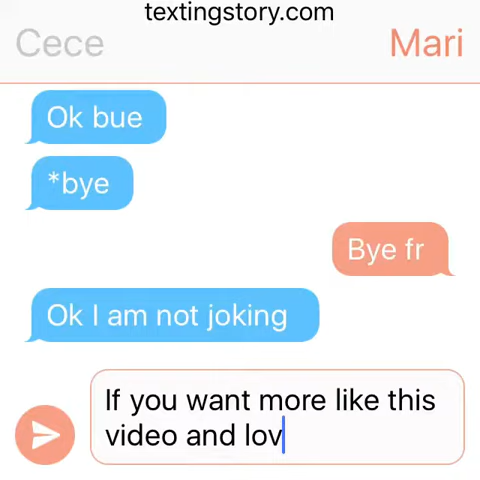 textingstory.com
Cece
Mari
Ok bue
*bye
Bye fr
Ok I am not joking
If you want more like this
video and lov